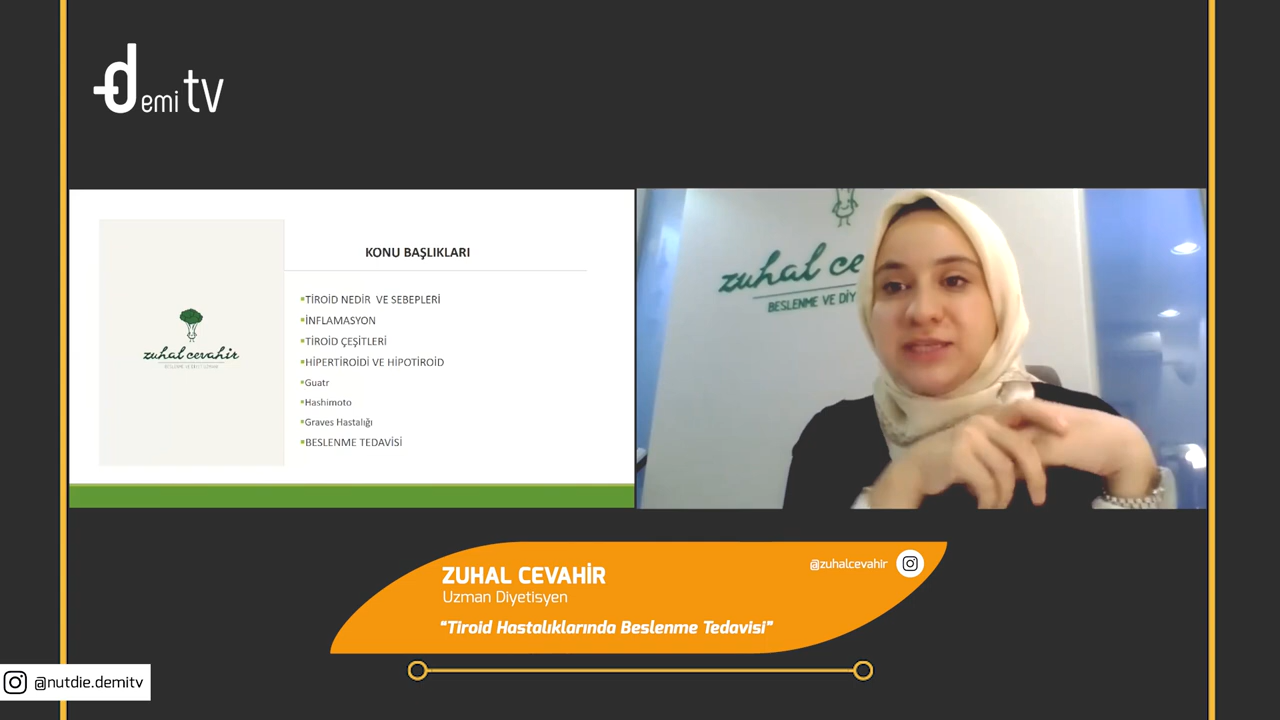 demi tv
KONU BAŞLIKLARI
TİROİD NEDİR VE SEBEPLERİ
İNFLAMASYON
TİROİD ÇEŞİTLERİ
HİPERTİROİDİ VE HİPOTİROİD
Guatr
Hashimoto
Graves Hastalığı
BESLENME TEDAVİSİ
zuhal cevahir
zuhal ce
BESLENME VE DİY
@zuhalcevahir
ZUHAL CEVAHİR
Uzman Diyetisyen
“Tiroid Hastalıklarında Beslenme Tedavisi”
@nutdie.demitv